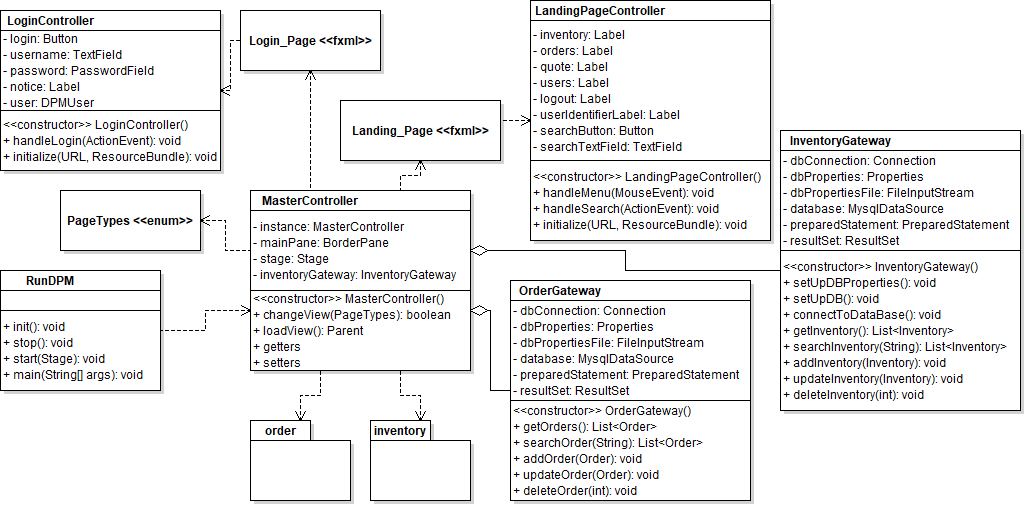 LoginController
- login: Button
- username: TextField
- password: PasswordField
- notice: Label
- user: DPMUser
<<constructor>> LoginController()
+ handleLogin(ActionEvent): void
+ initialize(URL, ResourceBundle): void
Login_Page <<fxml>>
LandingPageController
- inventory: Label
- orders: Label
- quote: Label
- users: Label
- logout: Label
- userIdentifierLabel: Label
- searchButton: Button
- searchTextField: TextField
<<constructor>> LandingPageController()
+ handleMenu(MouseEvent): void
+ handleSearch(ActionEvent): void
+ initialize(URL, ResourceBundle): void
Landing_Page <<fxml>>
InventoryGateway
- dbConnection: Connection
- dbProperties: Properties
- dbPropertiesFile: FileInputStream
- database: MysqlDataSource
- preparedStatement: PreparedStatement
- resultSet: ResultSet
<<constructor>> InventoryGateway()
+ setUpDBProperties(): void
+ setUpDB(): void
+ connectToDataBase(): void
+ getInventory(): List<Inventory>
+ searchInventory(String): List<Inventory>
+ addInventory(Inventory): void
+ updateInventory(Inventory): void
+ deleteInventory(int): void
PageTypes <<enum>>
MasterController
- instance: MasterController
- mainPane: BorderPane
- stage: Stage
- inventoryGateway: InventoryGateway
<<constructor>> MasterController()
+ changeView(PageTypes): boolean
+ loadView(): Parent
+ getters
+ setters
RunDPM
+ init(): void
+ stop(): void
+ start(Stage): void
+ main(String[] args): void
OrderGateway
- dbConnection: Connection
- dbProperties: Properties
- dbPropertiesFile: FileInputStream
- database: MysqlDataSource
- preparedStatement: PreparedStatement
- resultSet: ResultSet
<<constructor>> OrderGateway()
+ getOrders(): List<Order>
+ searchOrder(String): List<Order>
+ addOrder(Order): void
+ updateOrder(Order): void
+ deleteOrder(int): void
order
inventory